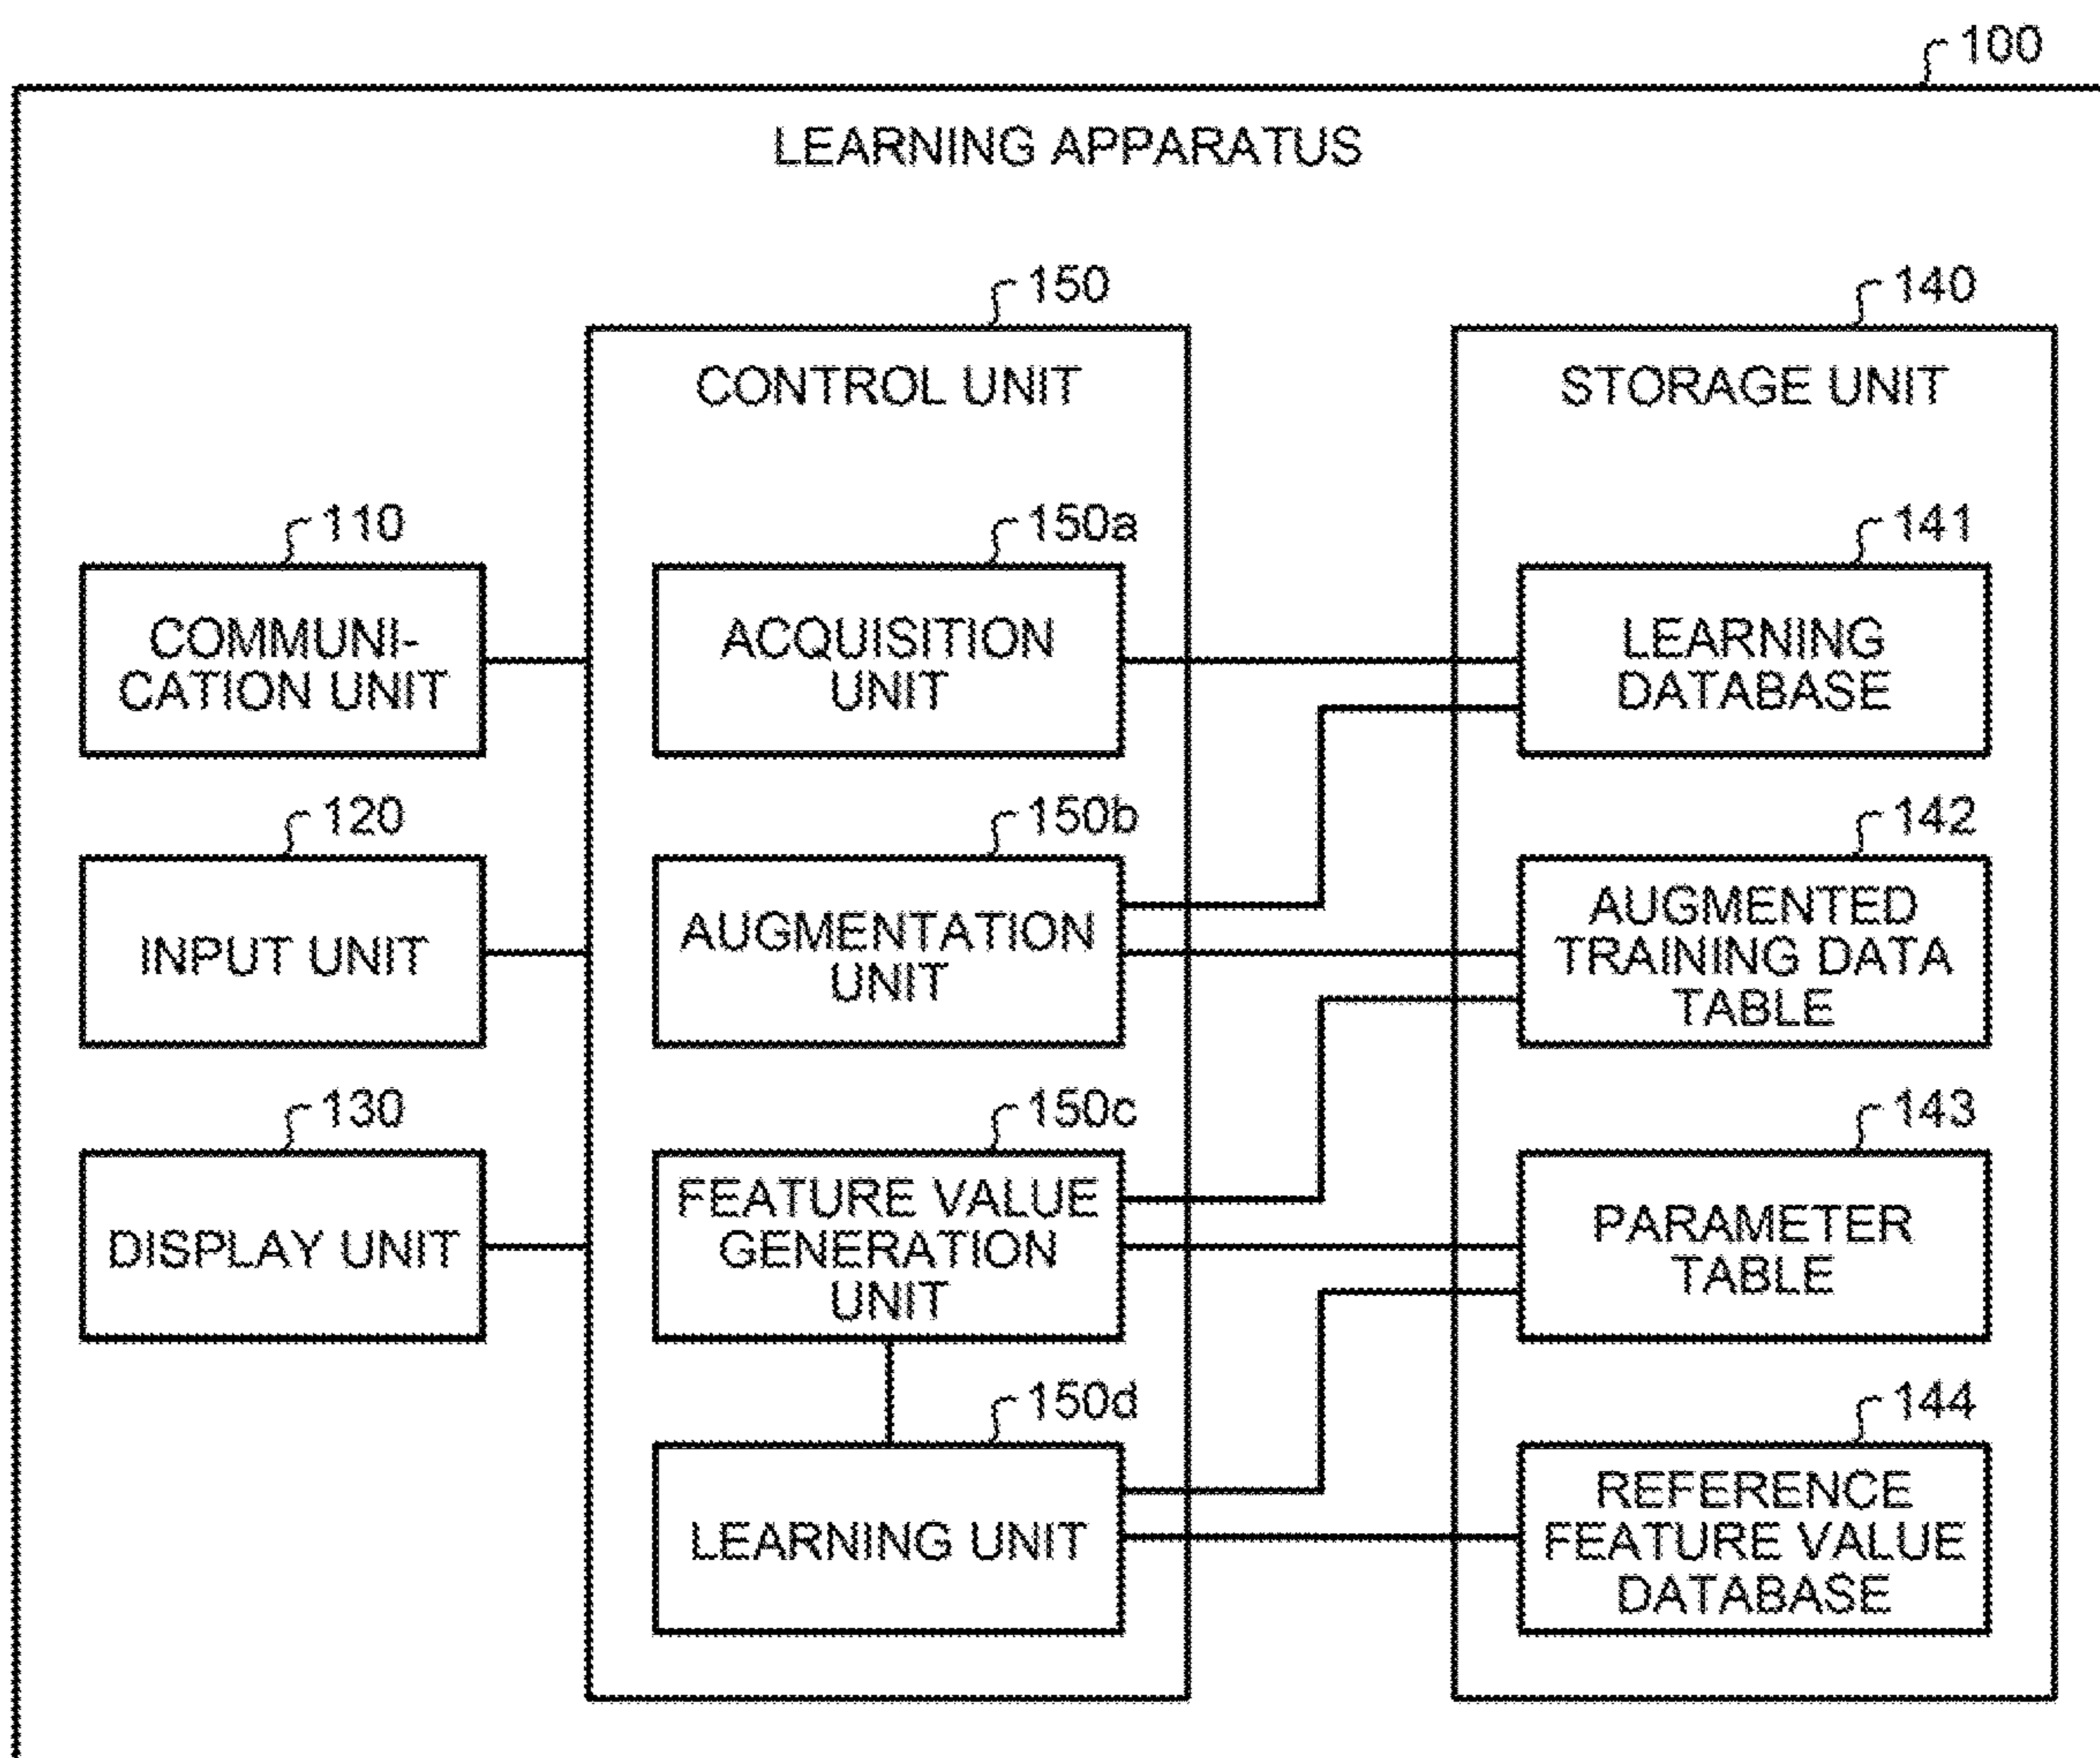 100
LEARNING APPARATUS
150
140
CONTROL UNIT
STORAGE UNIT
110
150a
141
COMMUNI-
CATION UNIT
ACQUISITION
UNIT
LEARNING
DATABASE
120
150b
142
INPUT UNIT
AUGMENTATION
UNIT
AUGMENTED
TRAINING DATA
TABLE
130
150c
143
DISPLAY UNIT
FEATURE VALUE
GENERATION
UNIT
PARAMETER
TABLE
150d
144
LEARNING UNIT
REFERENCE
FEATURE VALUE
DATABASE